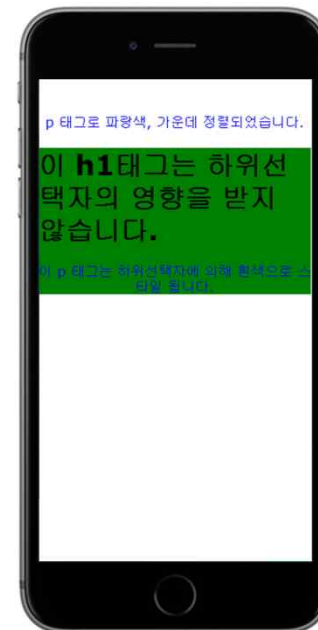 p 태그로 파랑색, 가운데 정렬되었습니다.
이 h1태그는 하위선
택자의 영향을 받지
않습니다.
이 p 태그는 하위선택자에 의해 흰색으로 스
타일 됩니다.